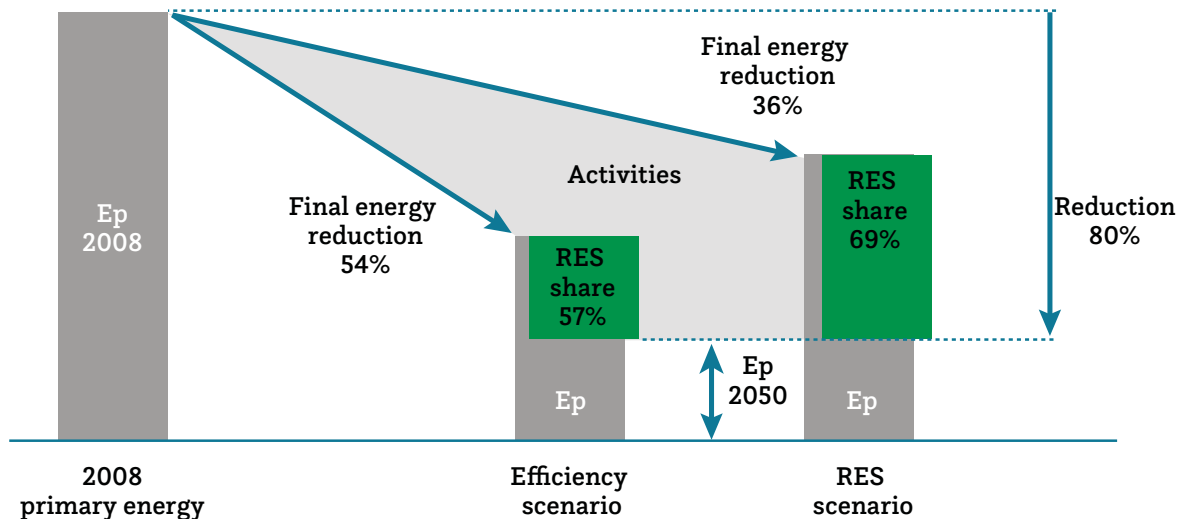 Final energy
reduction
36%
Activities
Ep
2008
Final energy
reduction
54%
RES
share
57%
RES
share
69%
Reduction
80%
Ep
Ep
2050
Ep
2008
primary energy
Efficiency
scenario
RES
scenario